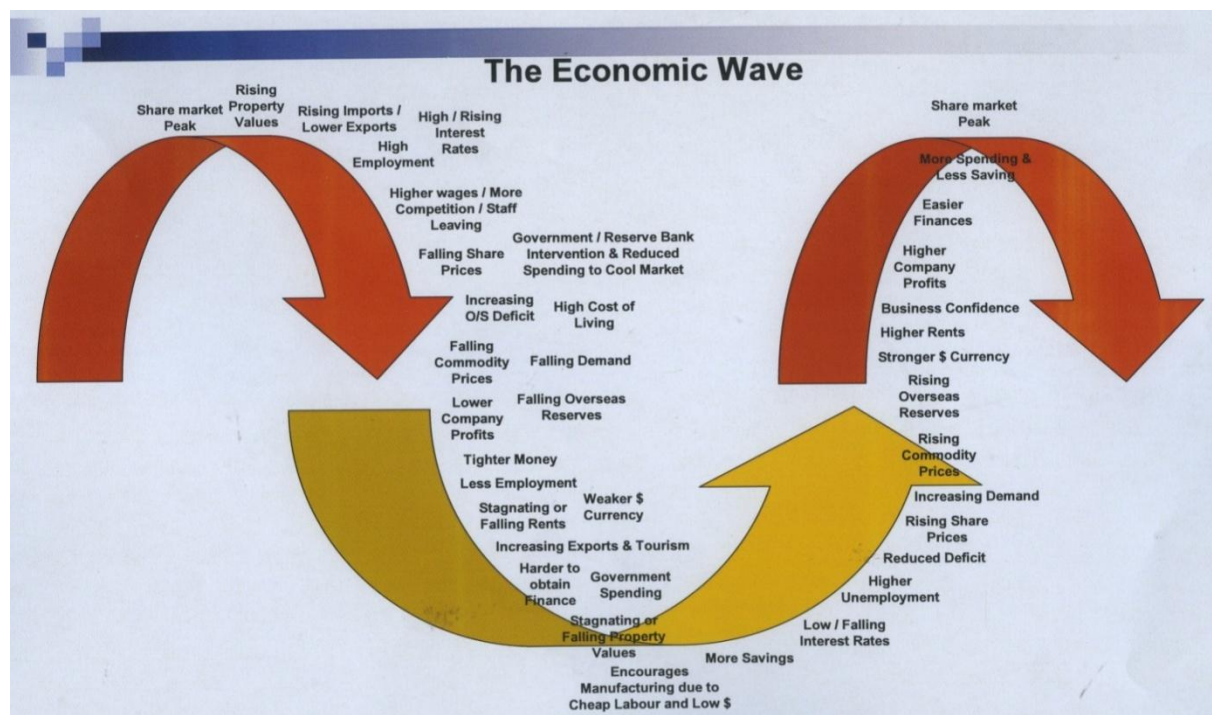 The Economic Wave
Share market
Peak
Rising
Property
Values
Rising Imports /
Lower Exports
High / Rising
Interest
Rates
High
Employment
Higher wages / More
Competition / Staff
Leaving
Falling Share
Prices
Government / Reserve Bank
Intervention & Reduced
Spending to Cool Market
Increasing
O/S Deficit
High Cost of
Living
Falling
Commodity
Prices
Falling Demand
Lower
Company
Profits
Falling Overseas
Reserves
Tighter Money
Less Employment
Stagnating or
Falling Rents
Weaker $
Currency
Increasing Exports & Tourism
Harder to
obtain
Finance
Government
Spending
Stagnating or
Falling Property
Values
Encourages
Manufacturing due to
Cheap Labour and Low $
More Savings
Low / Falling
Interest Rates
Higher
Unemployment
Reduced Deficit
Rising Share
Prices
Increasing Demand
Rising
Commodity
Prices
Rising
Overseas
Reserves
Stronger $ Currency
Higher Rents
Business Confidence
Higher
Company
Profits
Easier
Finances
More Spending &
Less Saving
Share market
Peak